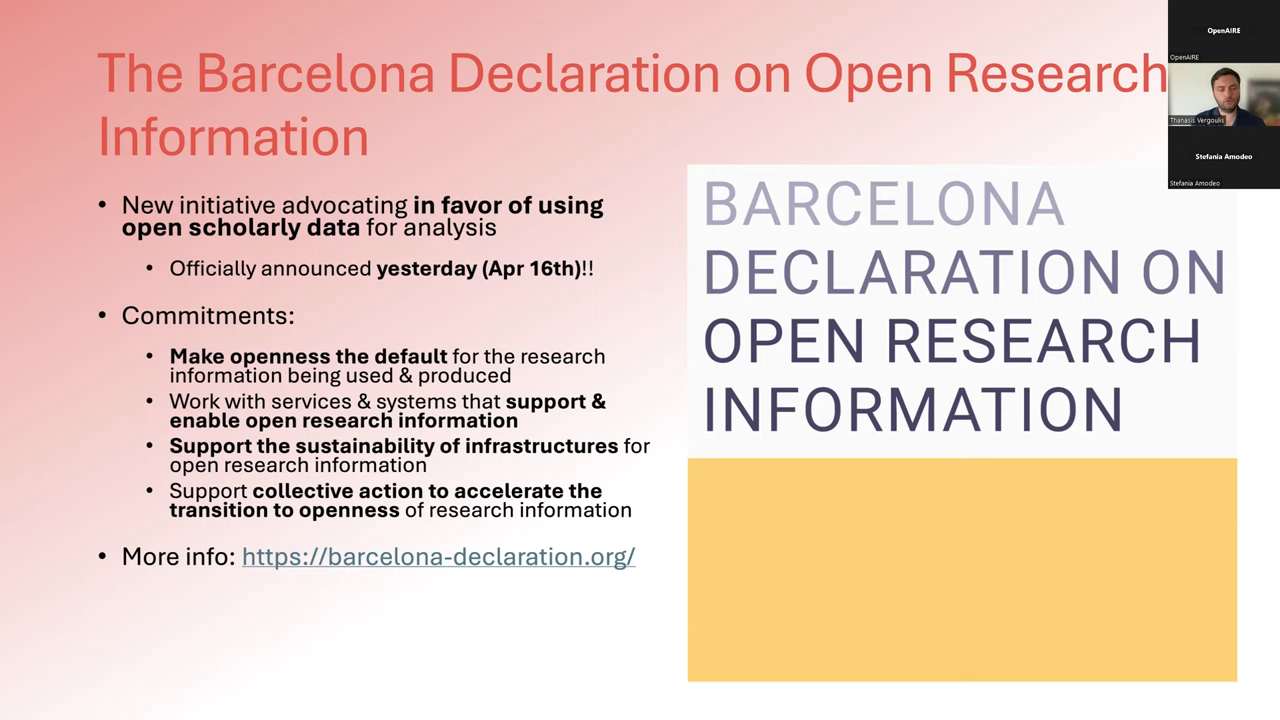 The Barcelona Declaration on Open Research
Information
• New initiative advocating in favor of using
open scholarly data for analysis
• Officially announced yesterday (Apr 16th)!!
• Commitments:
• Make openness the default for the research
information being used & produced
• Work with services & systems that support &
enable open research information
• Support the sustainability of infrastructures for
open research information
• Support collective action to accelerate the
transition to openness of research information
• More info: https://barcelona-declaration.org/
BARCELONA
DECLARATION ON
OPEN RESEARCH
INFORMATION
OpenAIRE
OpenAIRE
Thanasis Vergoulis
Stefania Amodeo
Stefania Amodeo